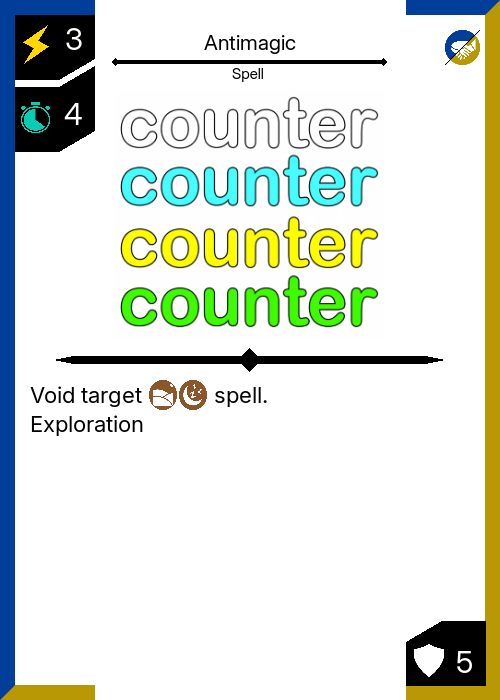 3
Antimagic
Spell
4
counter
counter
counter
counter
Void target spell.
Exploration
5